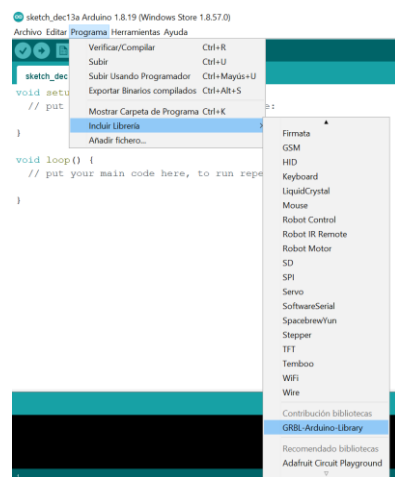 sketch_dec13a Arduino 1.8.19 (Windows Store 1.8.57.0)
Archivo Editar Programa Herramientas Ayuda
Verificar/Compilar Ctrl+R
Subir Ctrl+U
Subir Usando Programador Ctrl+Mayús+U
Exportar Binarios compilados Ctrl+Alt+S
Mostrar Carpeta de Programa Ctrl+K
Incluir Librería
Añadir fichero...
sketch_dec
void setu
// put e:
}
void loop() {
// put your main code here, to run repe
}
Firmata
GSM
HID
Keyboard
LiquidCrystal
Mouse
Robot Control
Robot IR Remote
Robot Motor
SD
SPI
Servo
SoftwareSerial
SpacebrewYun
Stepper
TFT
Temboo
WiFi
Wire
Contribución bibliotecas
GRBL-Arduino-Library
Recomendado bibliotecas
Adafruit Circuit Playground